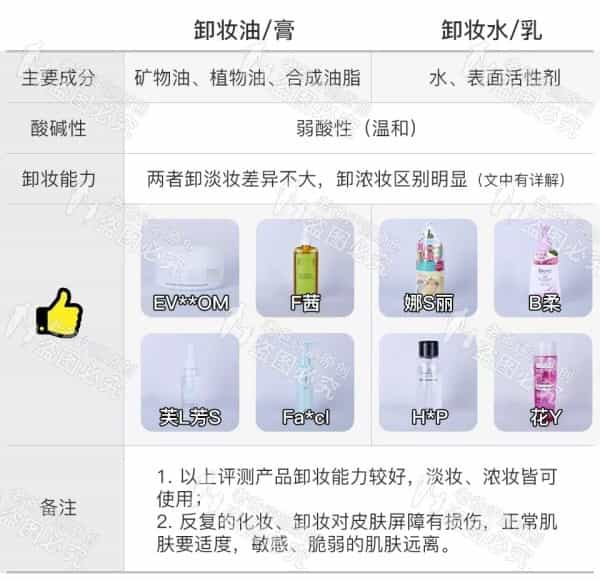 卸妆油/膏 卸妆水/乳
主要成分 矿物油、植物油、合成油脂 水、表面活性剂
酸碱性 弱酸性（温和）
卸妆能力 两者卸淡妆差异不大，卸浓妆区别明显（文中有详解）
EV**OM F茜 娜S丽 B柔
芙L芳S Fa*cl H*P 花Y
备注
1. 以上评测产品卸妆能力较好，淡妆、浓妆皆可
使用；
2. 反复的化妆、卸妆对皮肤屏障有损伤，正常肌
肤要适度，敏感、脆弱的肌肤远离。
盗图必究